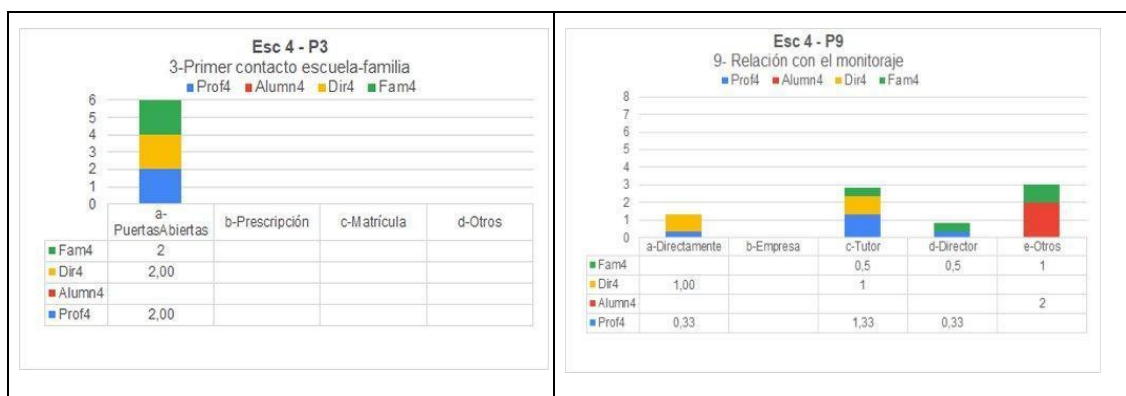 Esc 4 - P3
3-Primer contacto escuela-familia
Prof4 Alumn4 Dir4 Fam4
6
5
4
3
2
1
0
a-PuertasAbiertas b-Prescripción c-Matrícula d-Otros
Fam4 2
Dir4 2,00
Alumn4
Prof4 2,00
Esc 4 - P9
9- Relación con el monitoraje
Prof4 Alumn4 Dir4 Fam4
8
7
6
5
4
3
2
1
0
a-Directamente b-Empresa c-Tutor d-Director e-Otros
Fam4 0,5 0,5 1
Dir4 1,00 1
Alumn4 2
Prof4 0,33 1,33 0,33